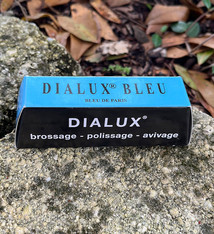 DIALUX® BLEU
BLEU DE PARIS
DIALUX®
brossage - polissage - avivage